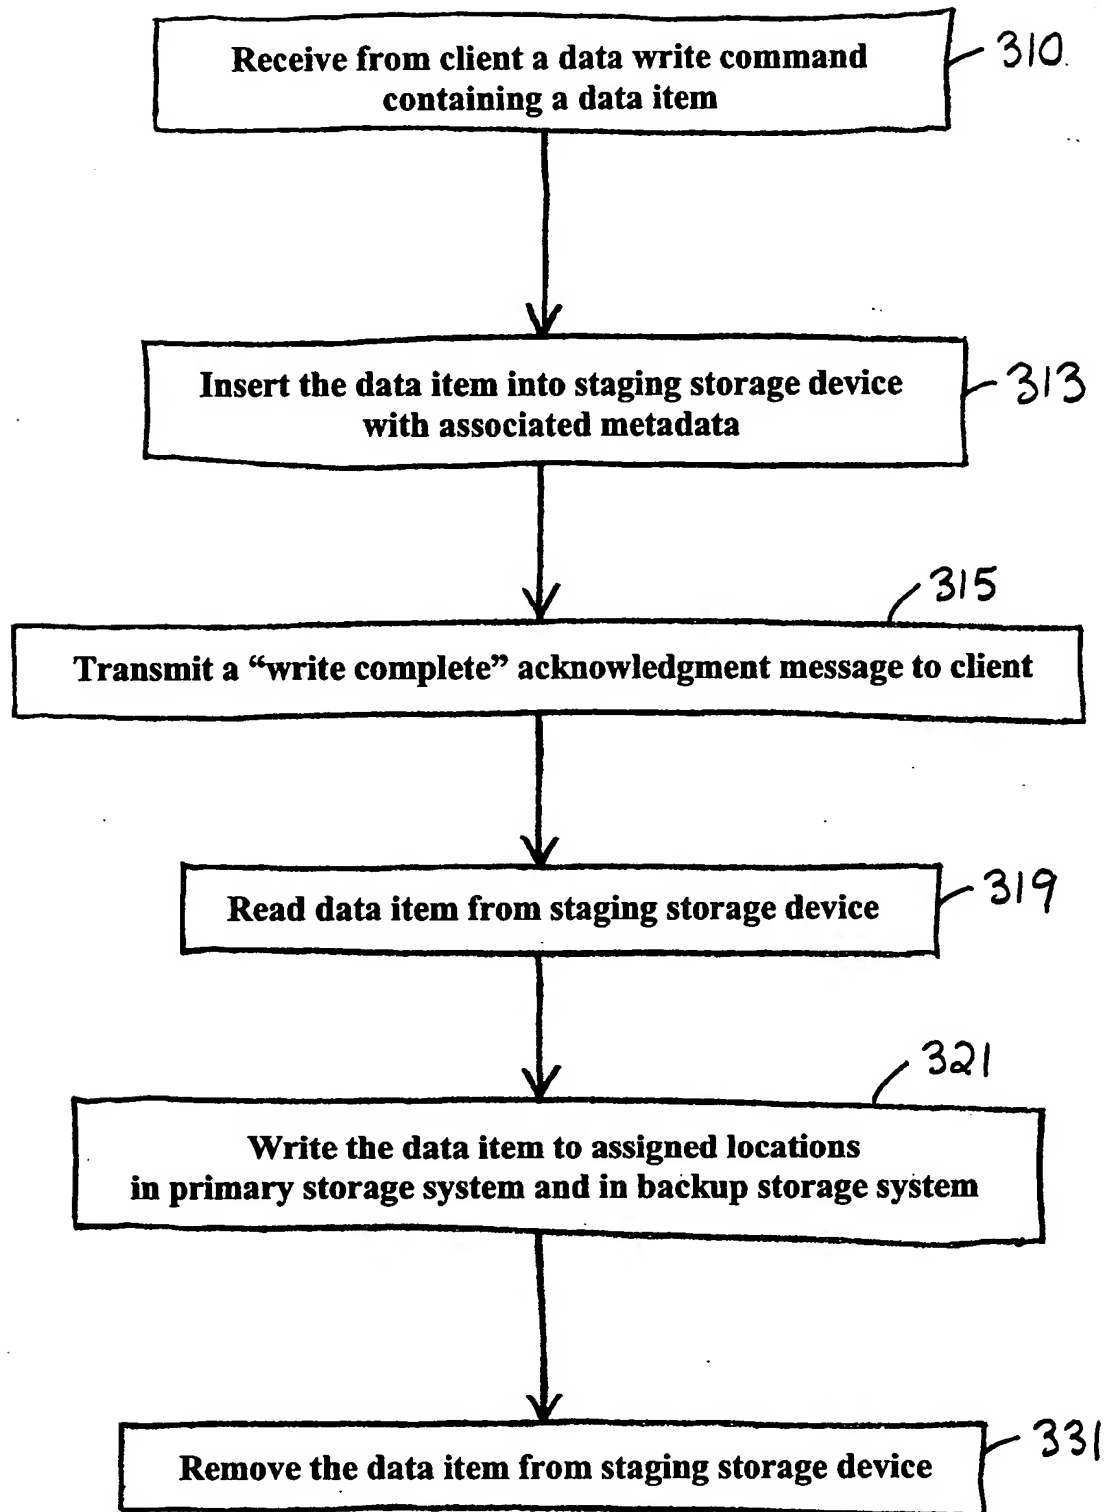 Receive from client a data write command
containing a data item
310.
Insert the data item into staging storage device
with associated metadata
313
315
Transmit a “write complete” acknowledgment message to client
Read data item from staging storage device
319
321
Write the data item to assigned locations
in primary storage system and in backup storage system
Remove the data item from staging storage device
331